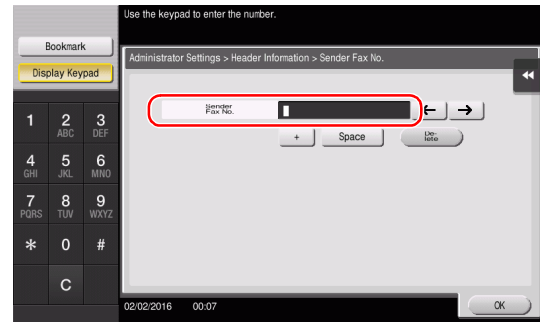 Use the keypad to enter the number.
Bookmark
Display Keypad
Administrator Settings > Header Information > Sender Fax No.
Sender
Fax No.
← →
+ Space De-
lete
1 2 3
ABC DEF
4 5 6
GHI JKL MNO
7 8 9
PQRS TUV WXYZ
* 0 #
C
02/02/2016 00:07
OK